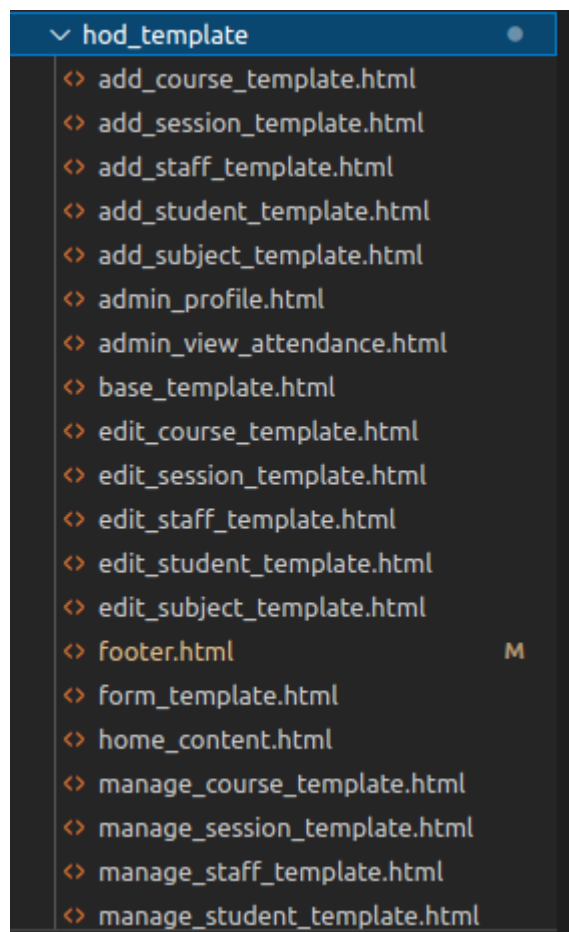 hod_template
add_course_template.html
add_session_template.html
add_staff_template.html
add_student_template.html
add_subject_template.html
admin_profile.html
admin_view_attendance.html
base_template.html
edit_course_template.html
edit_session_template.html
edit_staff_template.html
edit_student_template.html
edit_subject_template.html
footer.html M
form_template.html
home_content.html
manage_course_template.html
manage_session_template.html
manage_staff_template.html
manage_student_template.html